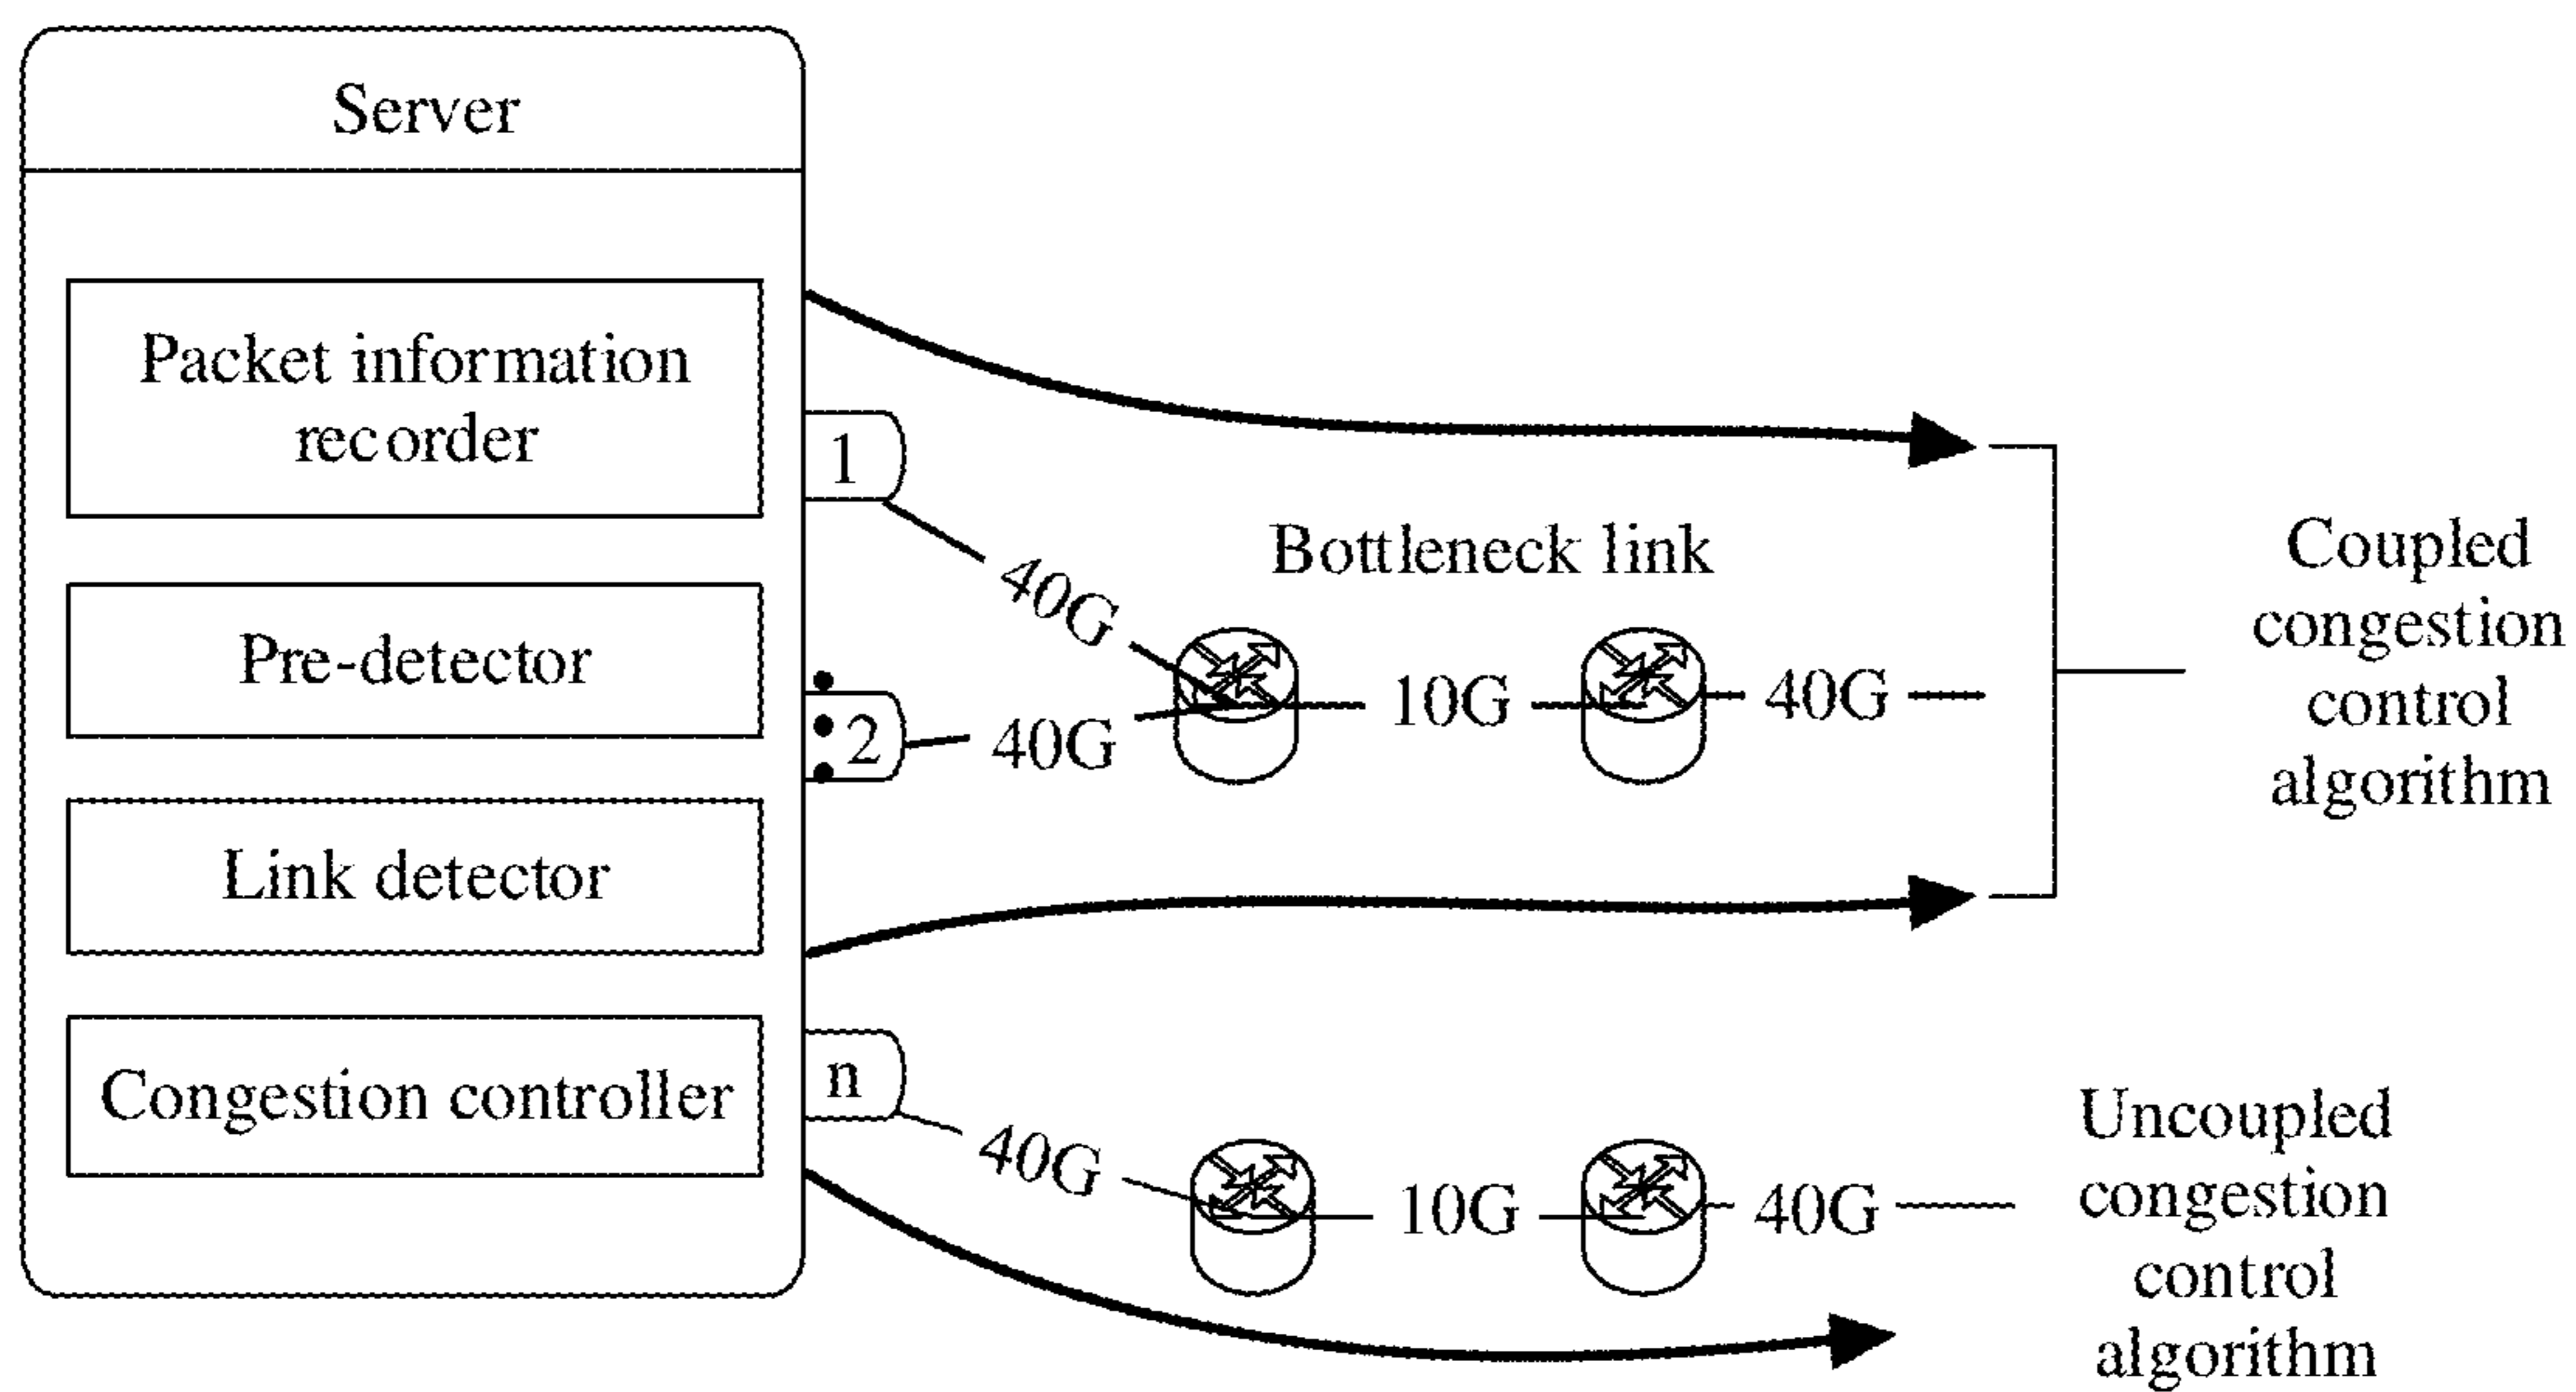 Server
Packet information
recorder
Pre-detector
Link detector
Congestion controller
1
2
n
40G
40G
Bottleneck link
10G
40G
Coupled
congestion
control
algorithm
40G
10G
40G
Uncoupled
congestion
control
algorithm